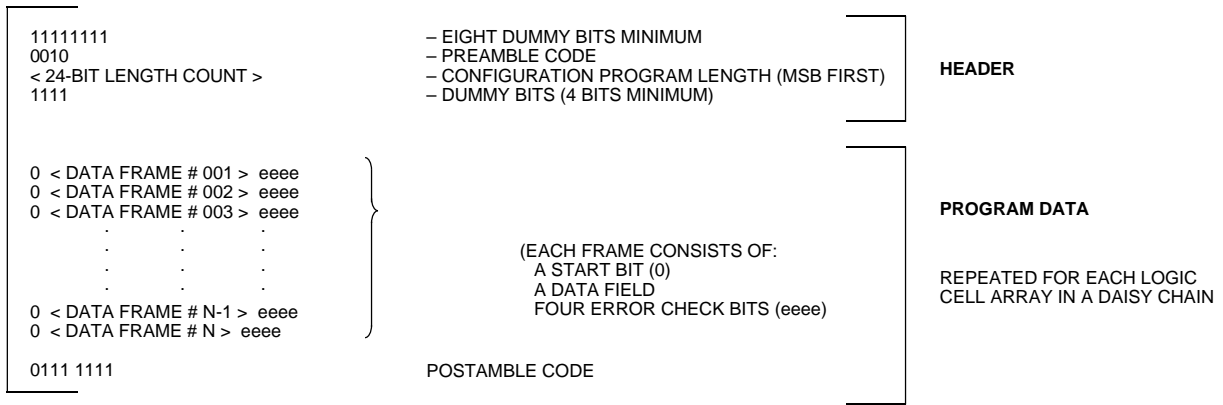 11111111 – EIGHT DUMMY BITS MINIMUM
0010 – PREAMBLE CODE
< 24-BIT LENGTH COUNT > – CONFIGURATION PROGRAM LENGTH (MSB FIRST)
1111 – DUMMY BITS (4 BITS MINIMUM)
HEADER
0 < DATA FRAME # 001 > eeee
0 < DATA FRAME # 002 > eeee
0 < DATA FRAME # 003 > eeee
. . .
. . .
. . .
. . .
0 < DATA FRAME # N-1 > eeee
0 < DATA FRAME # N > eeee
(EACH FRAME CONSISTS OF:
A START BIT (0)
A DATA FIELD
FOUR ERROR CHECK BITS (eeee)
PROGRAM DATA
REPEATED FOR EACH LOGIC
CELL ARRAY IN A DAISY CHAIN
0111 1111 POSTAMBLE CODE